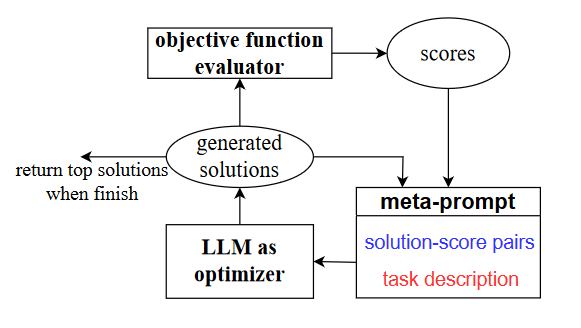 objective function
evaluator
scores
generated
solutions
return top solutions
when finish
meta-prompt
solution-score pairs
task description
LLM as
optimizer